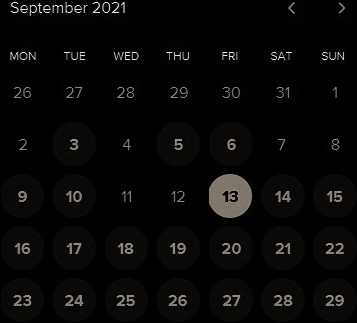 September 2021
MON TUE WED THU FRI SAT SUN
26 27 28 29 30 31 1
2 3 4 5 6 7 8
9 10 11 12 13 14 15
16 17 18 19 20 21 22
23 24 25 26 27 28 29